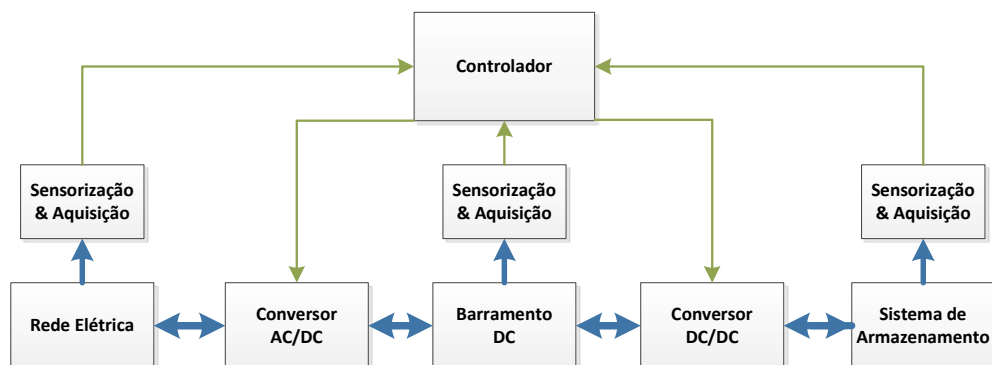 Controlador
Sensorização
& Aquisição
Sensorização
& Aquisição
Sensorização
& Aquisição
Rede Elétrica
Conversor
AC/DC
Barramento
DC
Conversor
DC/DC
Sistema de
Armazenamento